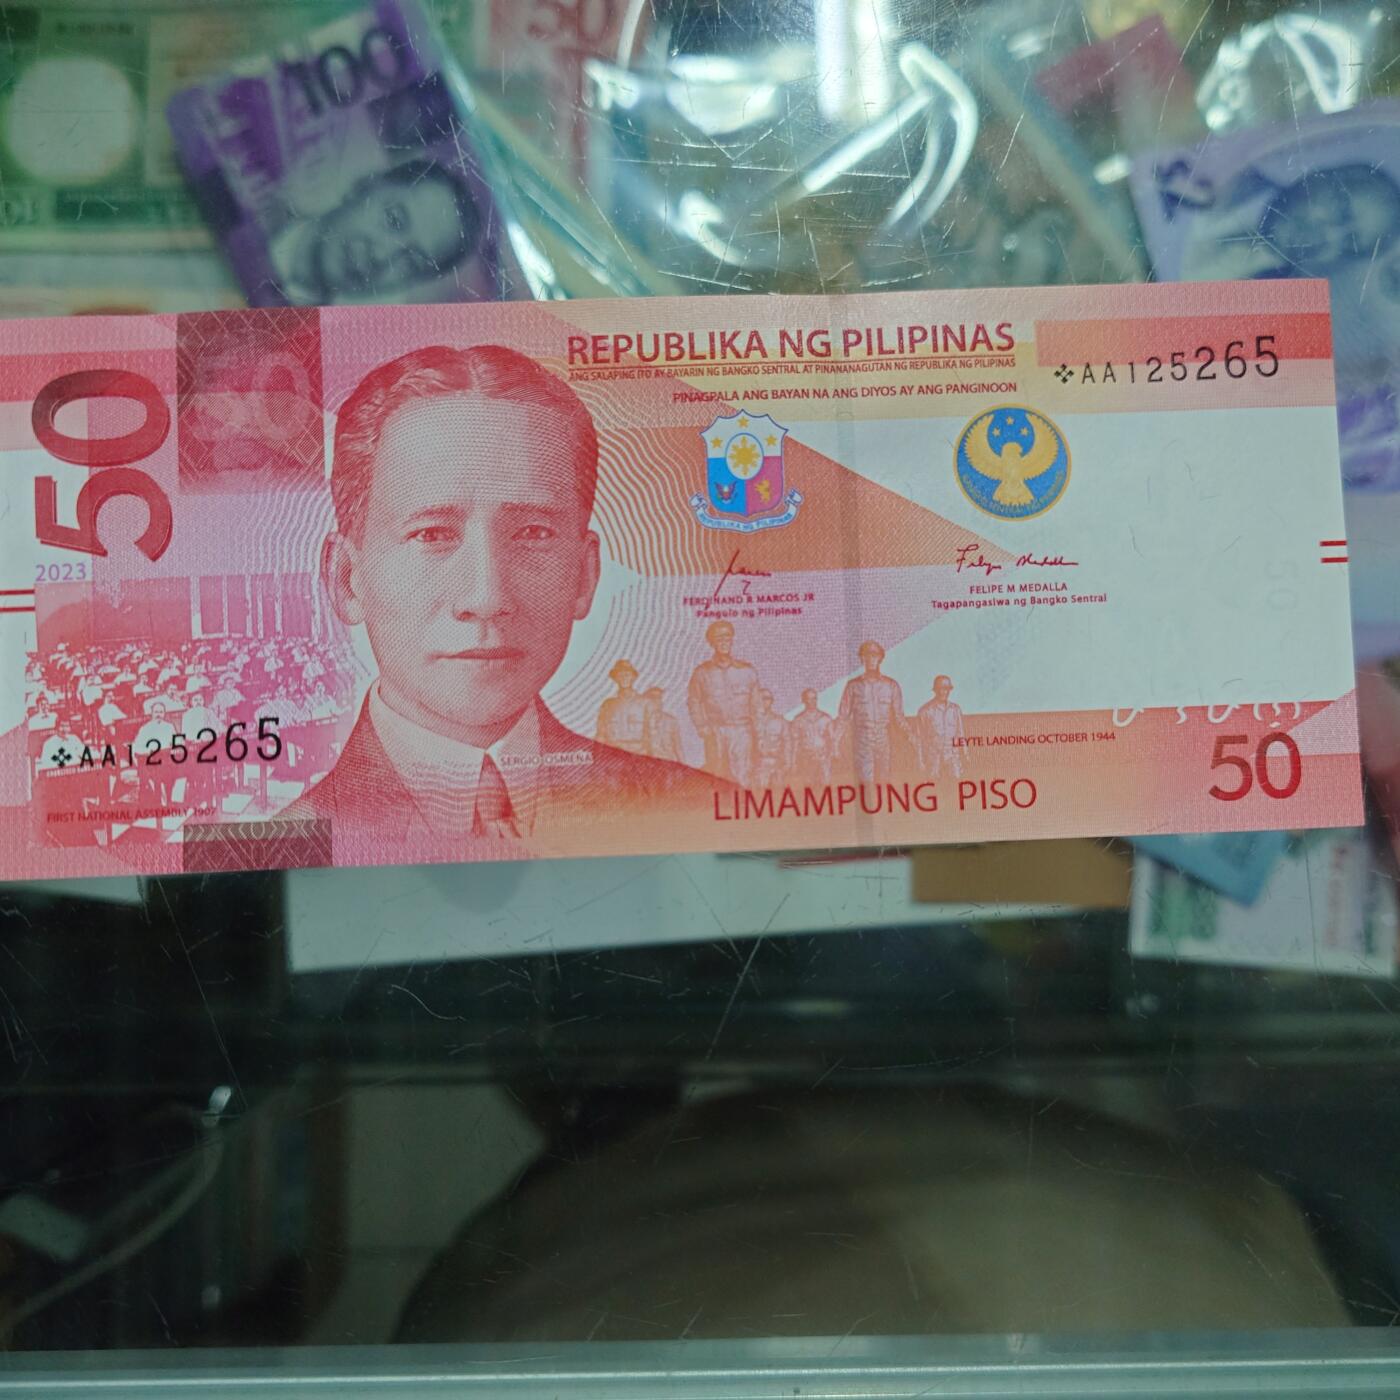 50
100
REPUBLIKA NG PILIPINAS
ANG SALAPING ITO AY BAYARIN NG BANGKO SENTRAL AT PINANANAGUTAN NG REPUBLIKA NG PILIPINAS
PINAGPALA ANG BAYAN NA ANG DIYOS AY ANG PANGINOON
AA125265
50
REPUBLIKA NG PILIPINAS
2023
FERDINAND R MARCOS JR
Pangulo ng Pilipinas
FELIPE M MEDALLA
Tagapangasiwa ng Bangko Sentral
AA125265
SERGIO OSMEÑA
LEYTE LANDING OCTOBER 1944
50
FIRST NATIONAL ASSEMBLY 1907
LIMAMPUNG PISO